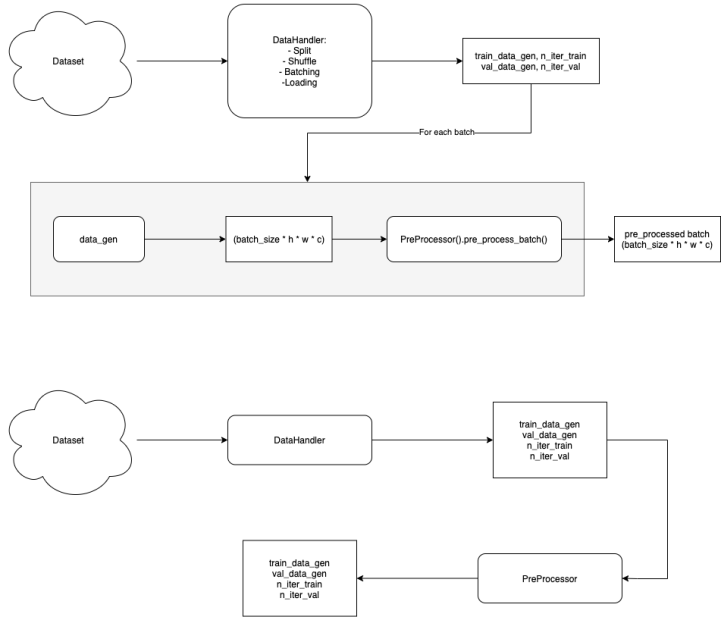 Dataset
DataHandler:
- Split
- Shuffle
- Batching
-Loading
train_data_gen, n_iter_train
val_data_gen, n_iter_val
For each batch
data_gen
(batch_size * h * w * c)
PreProcessor().pre_process_batch()
pre_processed batch
(batch_size * h * w * c)
Dataset
DataHandler
train_data_gen
val_data_gen
n_iter_train
n_iter_val
train_data_gen
val_data_gen
n_iter_train
n_iter_val
PreProcessor